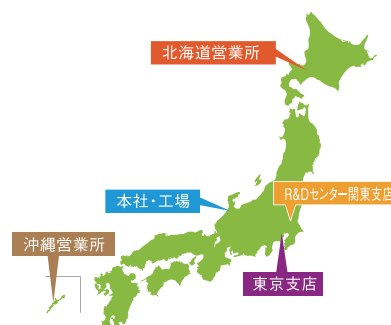 北海道営業所
本社・工場
R&Dセンター関東支店
沖縄営業所
東京支店